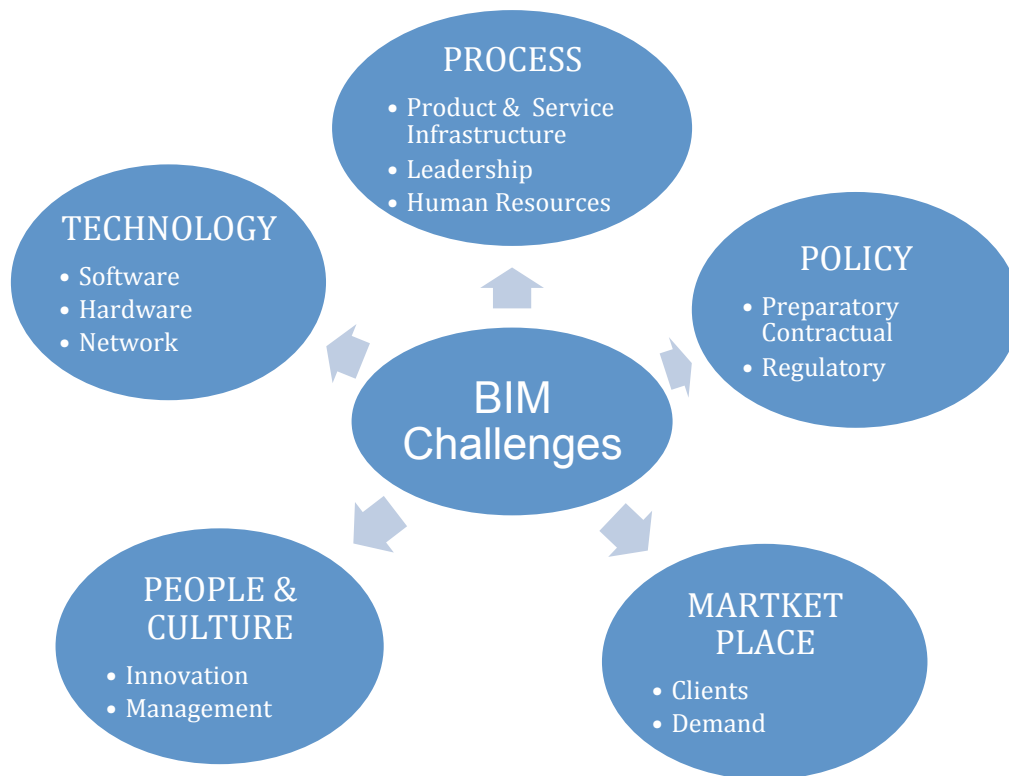 PROCESS
• Product & Service
Infrastructure
• Leadership
• Human Resources
TECHNOLOGY
• Software
• Hardware
• Network
POLICY
• Preparatory
Contractual
• Regulatory
BIM
Challenges
PEOPLE &
CULTURE
• Innovation
• Management
MARTKET
PLACE
• Clients
• Demand